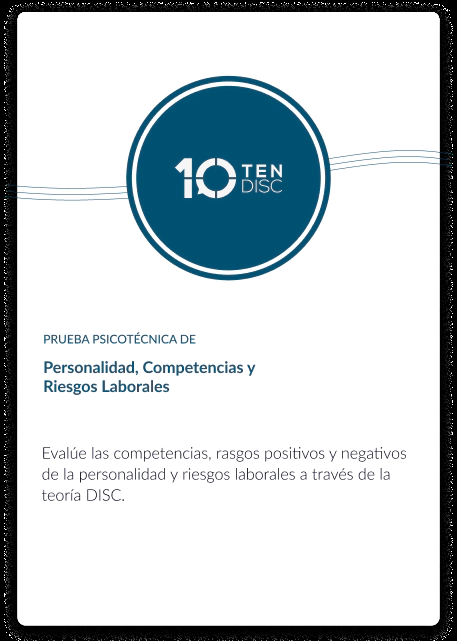 10 TEN
DISC
PRUEBA PSICOTÉCNICA DE
Personalidad, Competencias y
Riesgos Laborales
Evalúe las competencias, rasgos positivos y negativos
de la personalidad y riesgos laborales a través de la
teoría DISC.